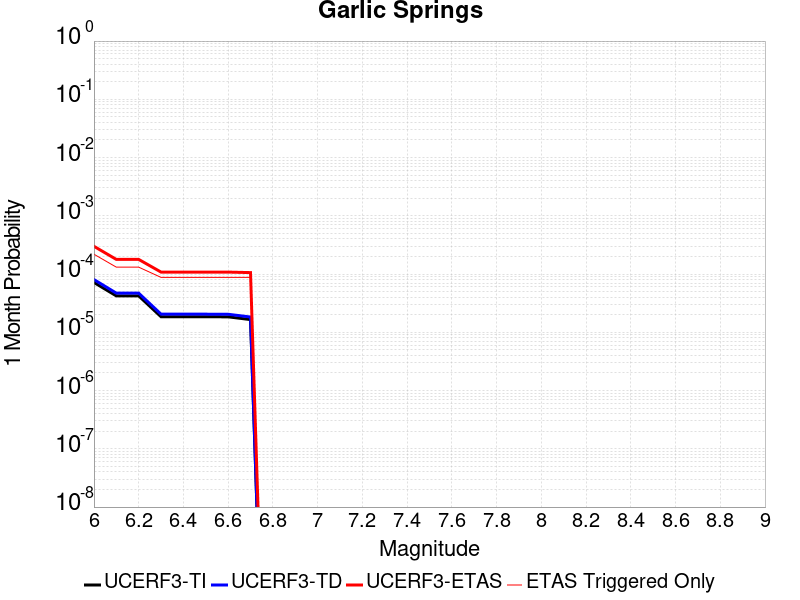 Garlic Springs
1 Month Probability
10^0
10^-1
10^-2
10^-3
10^-4
10^-5
10^-6
10^-7
10^-8
6 6.2 6.4 6.6 6.8 7 7.2 7.4 7.6 7.8 8 8.2 8.4 8.6 8.8 9
Magnitude
UCERF3-TI UCERF3-TD UCERF3-ETAS ETAS Triggered Only